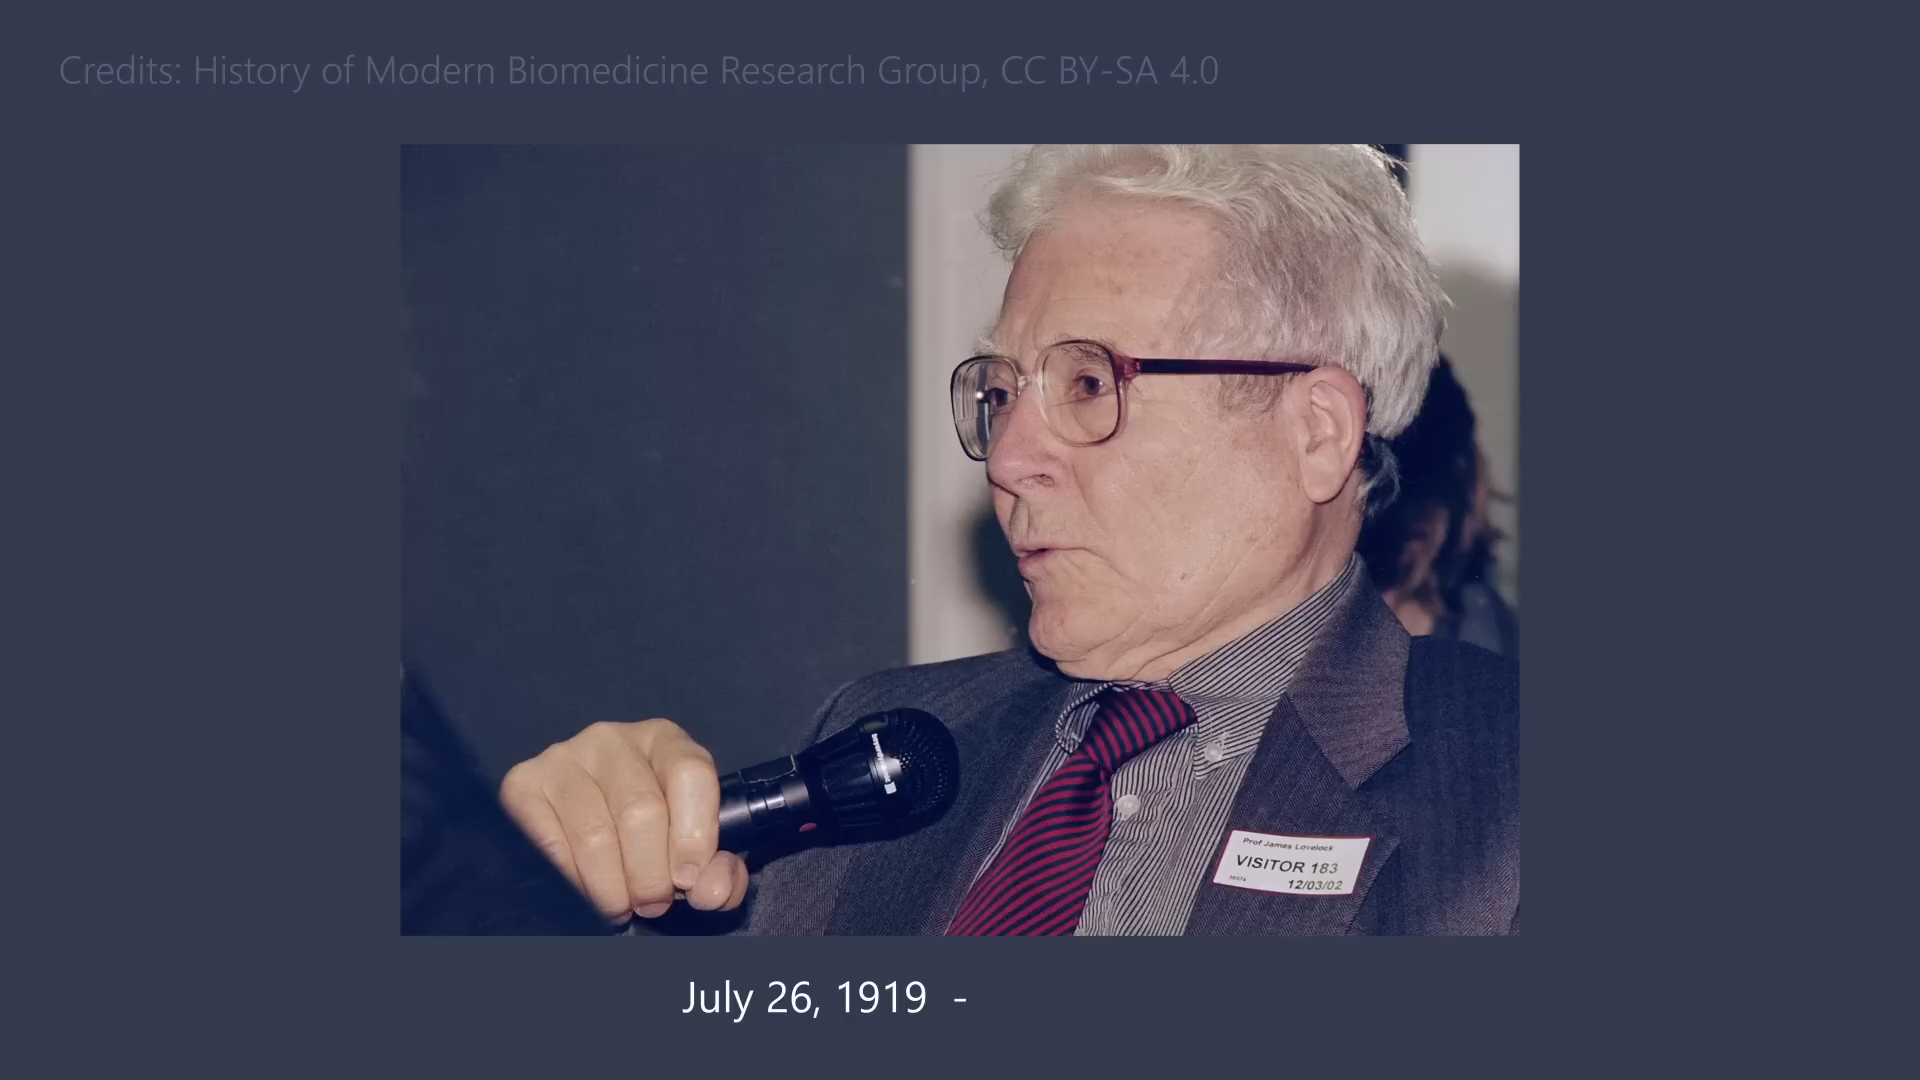 Credits: History of Modern Biomedicine Research Group, CC BY-SA 4.0
Prof James Lovelock
VISITOR 183
12/03/02
July 26, 1919 -